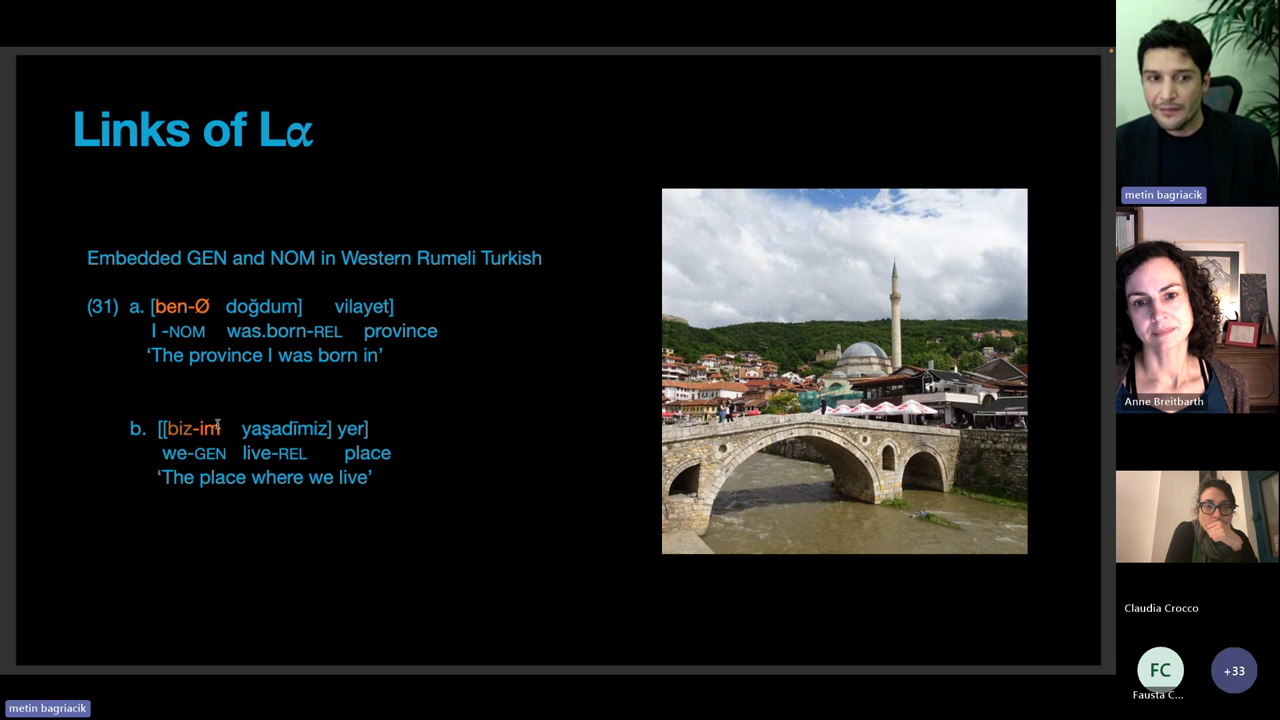 Links of Lα
Embedded GEN and NOM in Western Rumeli Turkish
(31) a. [ben-Ø doğdum] vilayet]
I -NOM was.born-REL province
‘The province I was born in’
b. [[biz-im yaşadīmiz] yer]
we-GEN live-REL place
‘The place where we live’
metin bagriacik
metin bagriacik
Anne Breitbarth
Claudia Crocco
FC
Fausta C...
+33